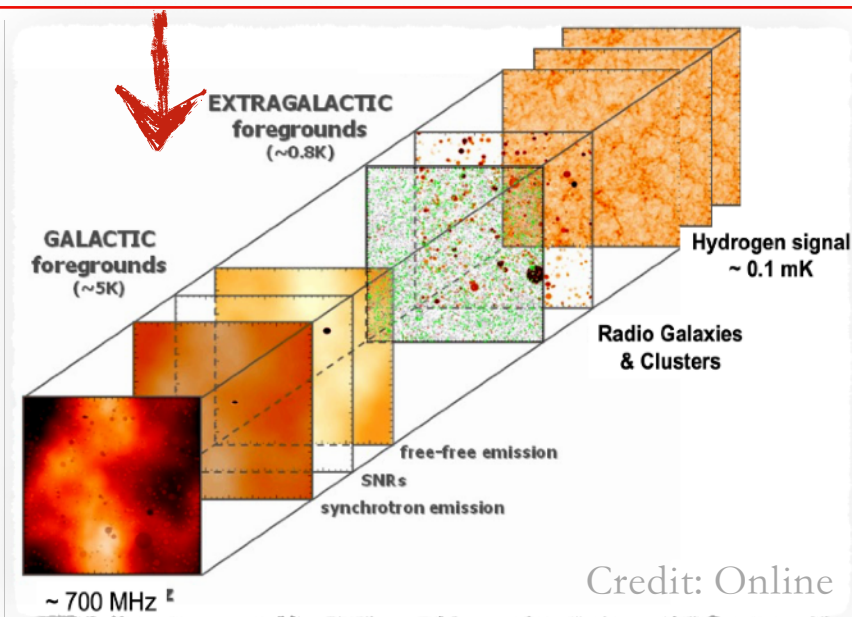 EXTRAGALACTIC
foregrounds
(~0.8K)
GALACTIC
foregrounds
(~5K)
Hydrogen signal
~ 0.1 mK
Radio Galaxies
& Clusters
free-free emission
SNRs
synchrotron emission
Credit: Online
~ 700 MHz